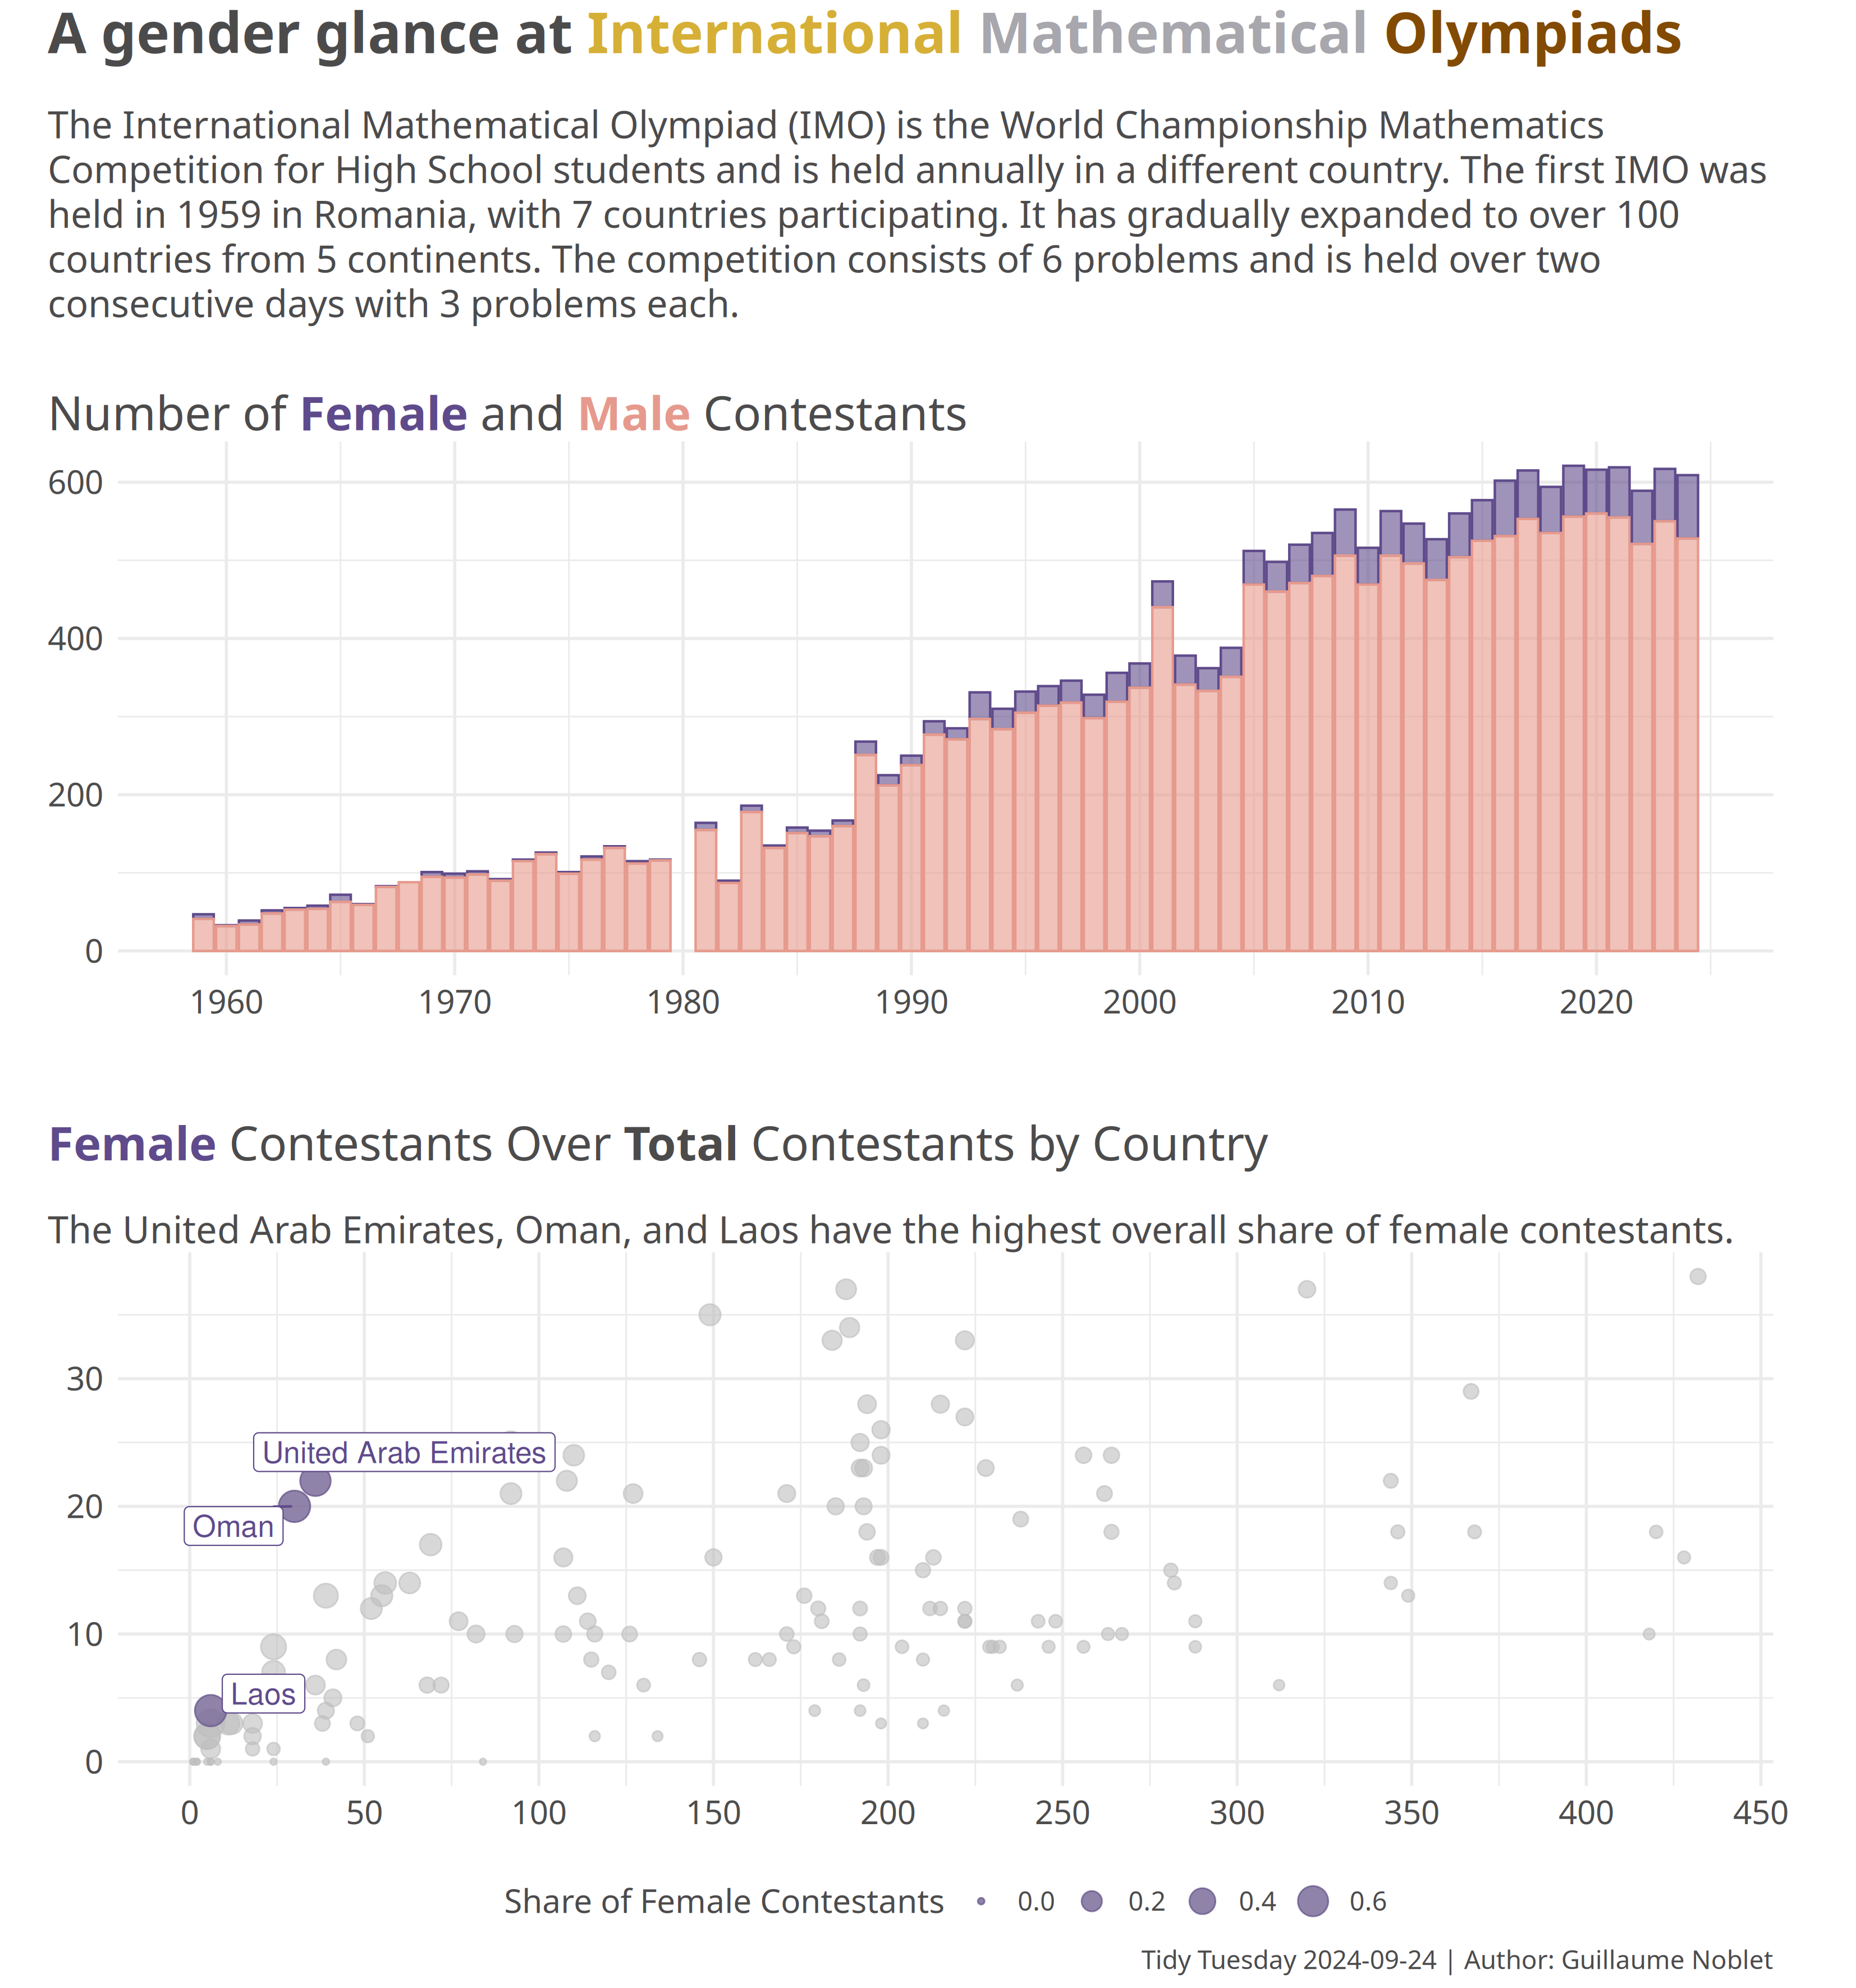 A gender glance at International Mathematical Olympiads
The International Mathematical Olympiad (IMO) is the World Championship Mathematics
Competition for High School students and is held annually in a different country. The first IMO was
held in 1959 in Romania, with 7 countries participating. It has gradually expanded to over 100
countries from 5 continents. The competition consists of 6 problems and is held over two
consecutive days with 3 problems each.
Number of Female and Male Contestants
600
400
200
0
1960 1970 1980 1990 2000 2010 2020
Female Contestants Over Total Contestants by Country
The United Arab Emirates, Oman, and Laos have the highest overall share of female contestants.
30
United Arab Emirates
20
Oman
10
Laos
0
0 50 100 150 200 250 300 350 400 450
Share of Female Contestants 0.0 0.2 0.4 0.6
Tidy Tuesday 2024-09-24 | Author: Guillaume Noblet